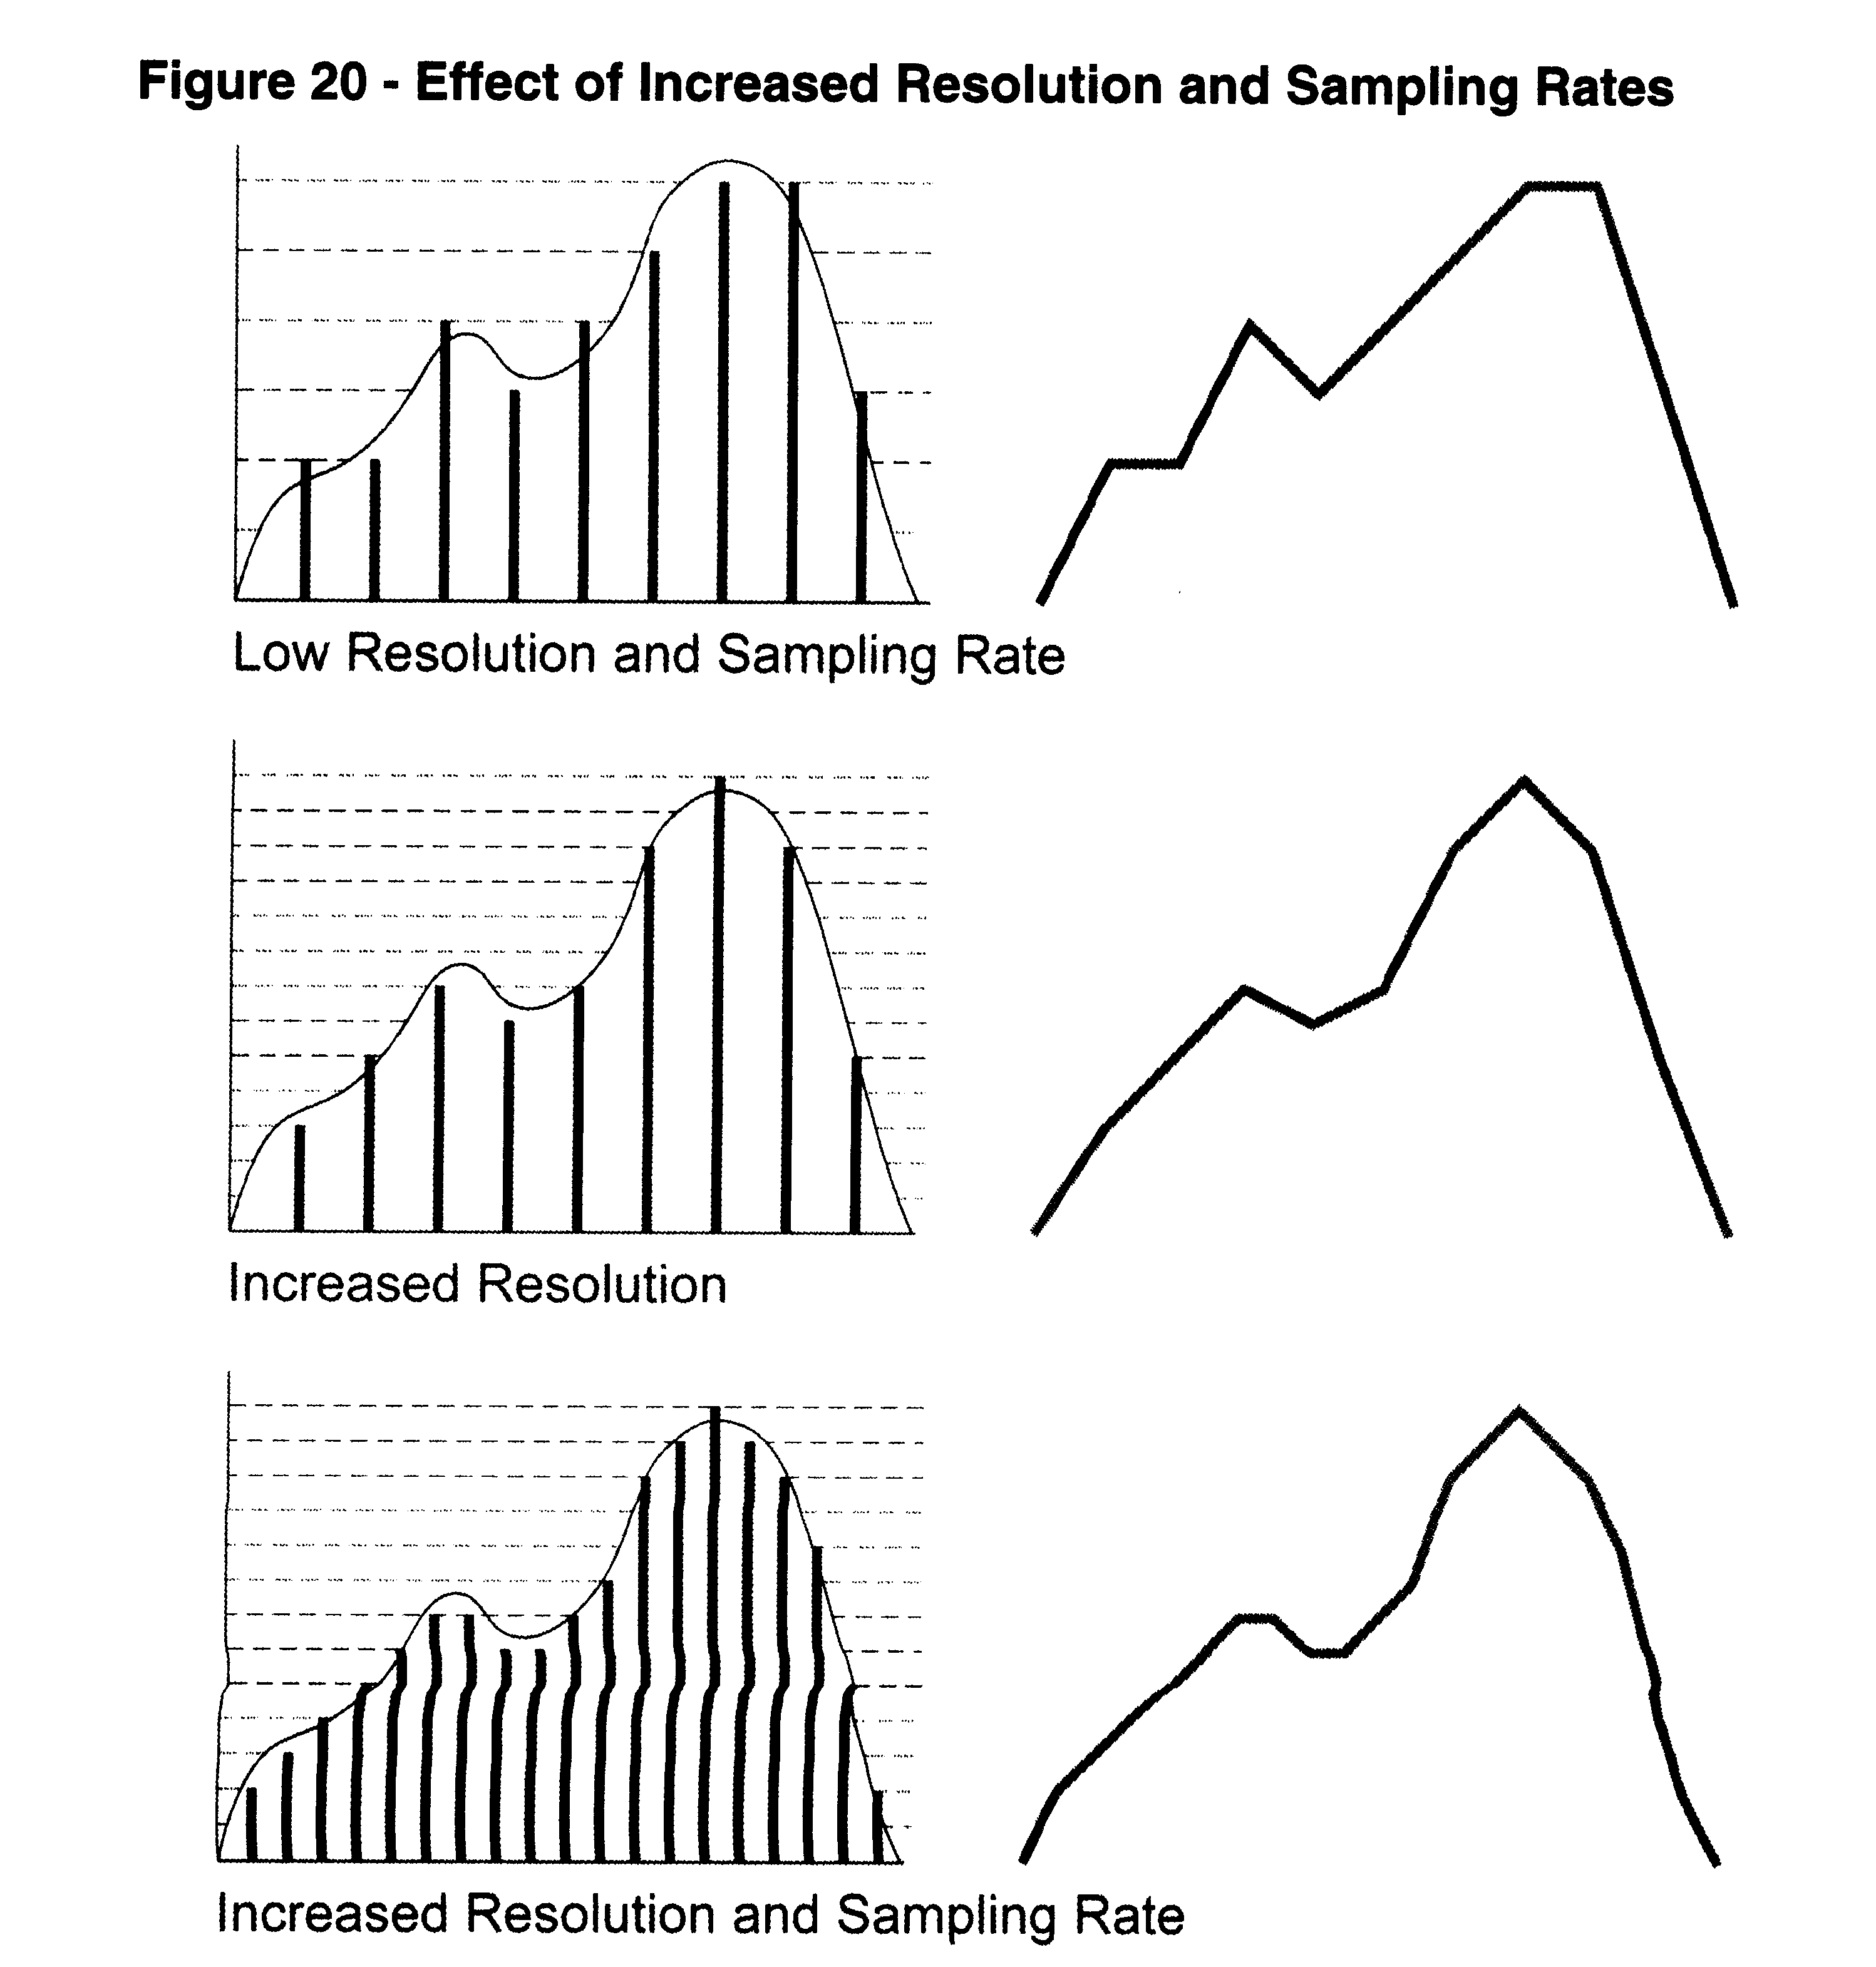 Figure 20 - Effect of Increased Resolution and Sampling Rates
Low Resolution and Sampling Rate
Increased Resolution
Increased Resolution and Sampling Rate